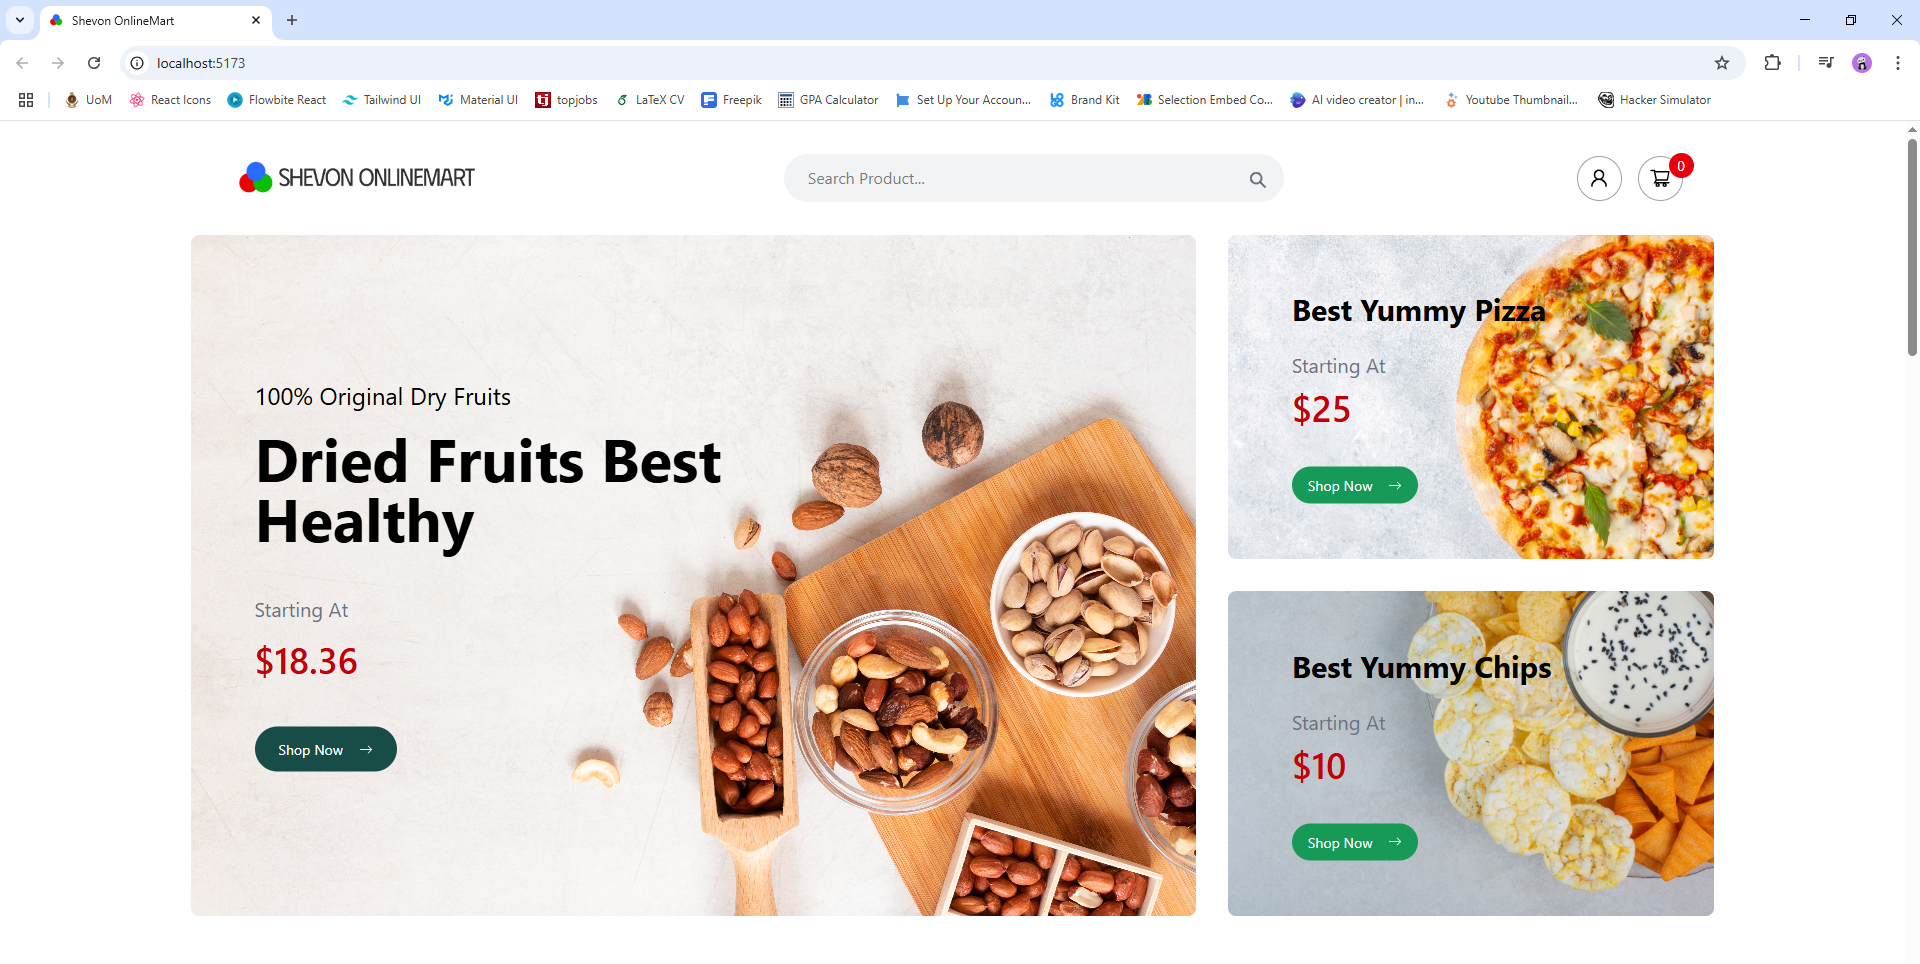 Shevon OnlineMart
localhost:5173
UoM
React Icons
Flowbite React
Tailwind UI
Material UI
tj
topjobs
LaTeX CV
Freepik
GPA Calculator
Set Up Your Accoun...
Brand Kit
Selection Embed Co...
AI video creator | in...
Youtube Thumbnail...
Hacker Simulator
SHEVON ONLINEMART
Search Product...
0
100% Original Dry Fruits
Dried Fruits Best
Healthy
Starting At
$18.36
Shop Now
Best Yummy Pizza
Starting At
$25
Shop Now
Best Yummy Chips
Starting At
$10
Shop Now